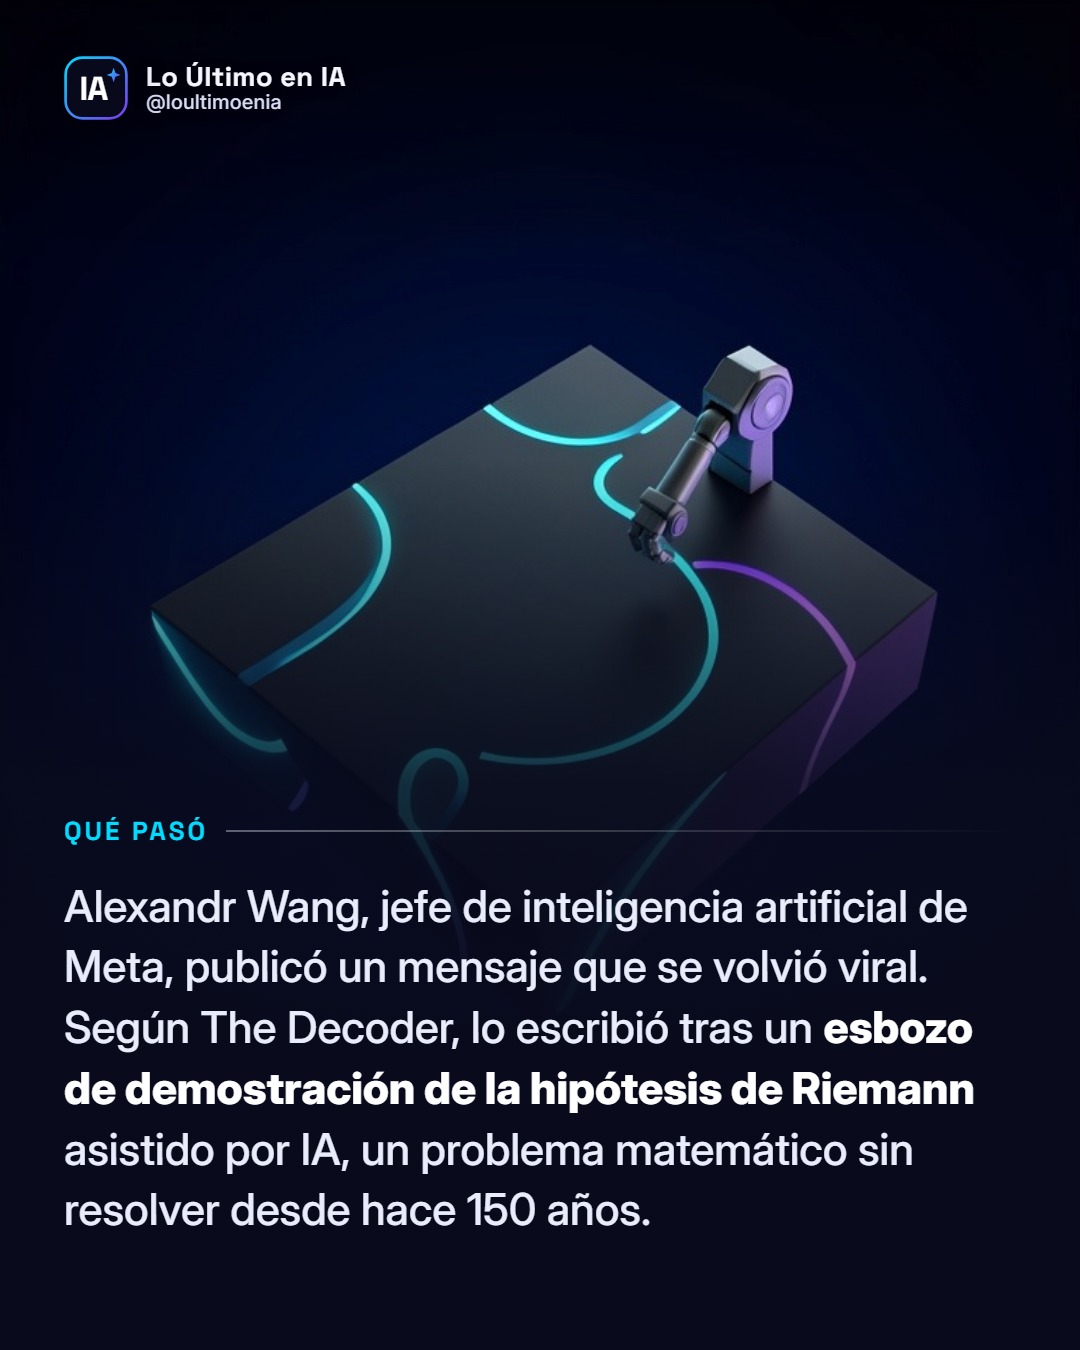 IA
Lo Último en IA
@loultimoenia
QUÉ PASÓ
Alexandr Wang, jefe de inteligencia artificial de
Meta, publicó un mensaje que se volvió viral.
Según The Decoder, lo escribió tras un esbozo
de demostración de la hipótesis de Riemann
asistido por IA, un problema matemático sin
resolver desde hace 150 años.